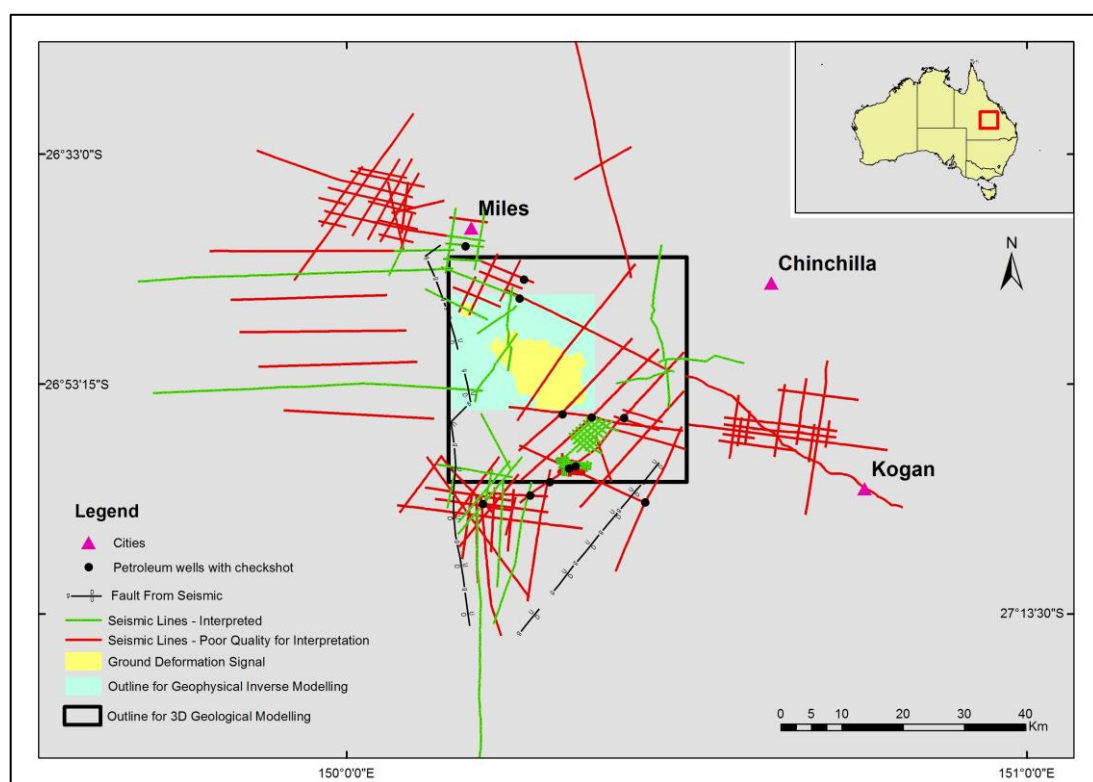 26°33'0"S
Miles
Chinchilla
N
26°53'15"S
Kogan
Legend
Cities
Petroleum wells with checkshot
Fault From Seismic
Seismic Lines - Interpreted
Seismic Lines - Poor Quality for Interpretation
Ground Deformation Signal
Outline for Geophysical Inverse Modelling
Outline for 3D Geological Modelling
27°13'30"S
0 5 10 20 30 40
Km
150°0'0"E
151°0'0"E